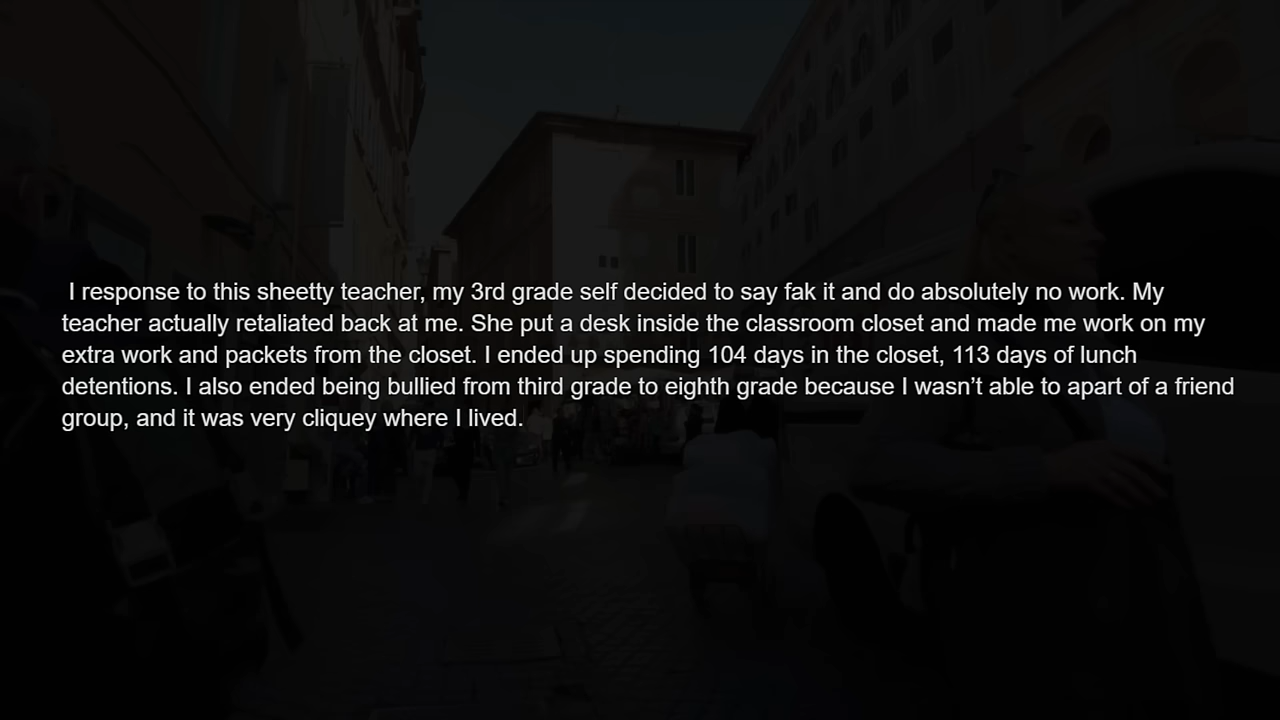 I response to this sheetty teacher, my 3rd grade self decided to say fak it and do absolutely no work. My
teacher actually retaliated back at me. She put a desk inside the classroom closet and made me work on my
extra work and packets from the closet. I ended up spending 104 days in the closet, 113 days of lunch
detentions. I also ended being bullied from third grade to eighth grade because I wasn’t able to apart of a friend
group, and it was very cliquey where I lived.